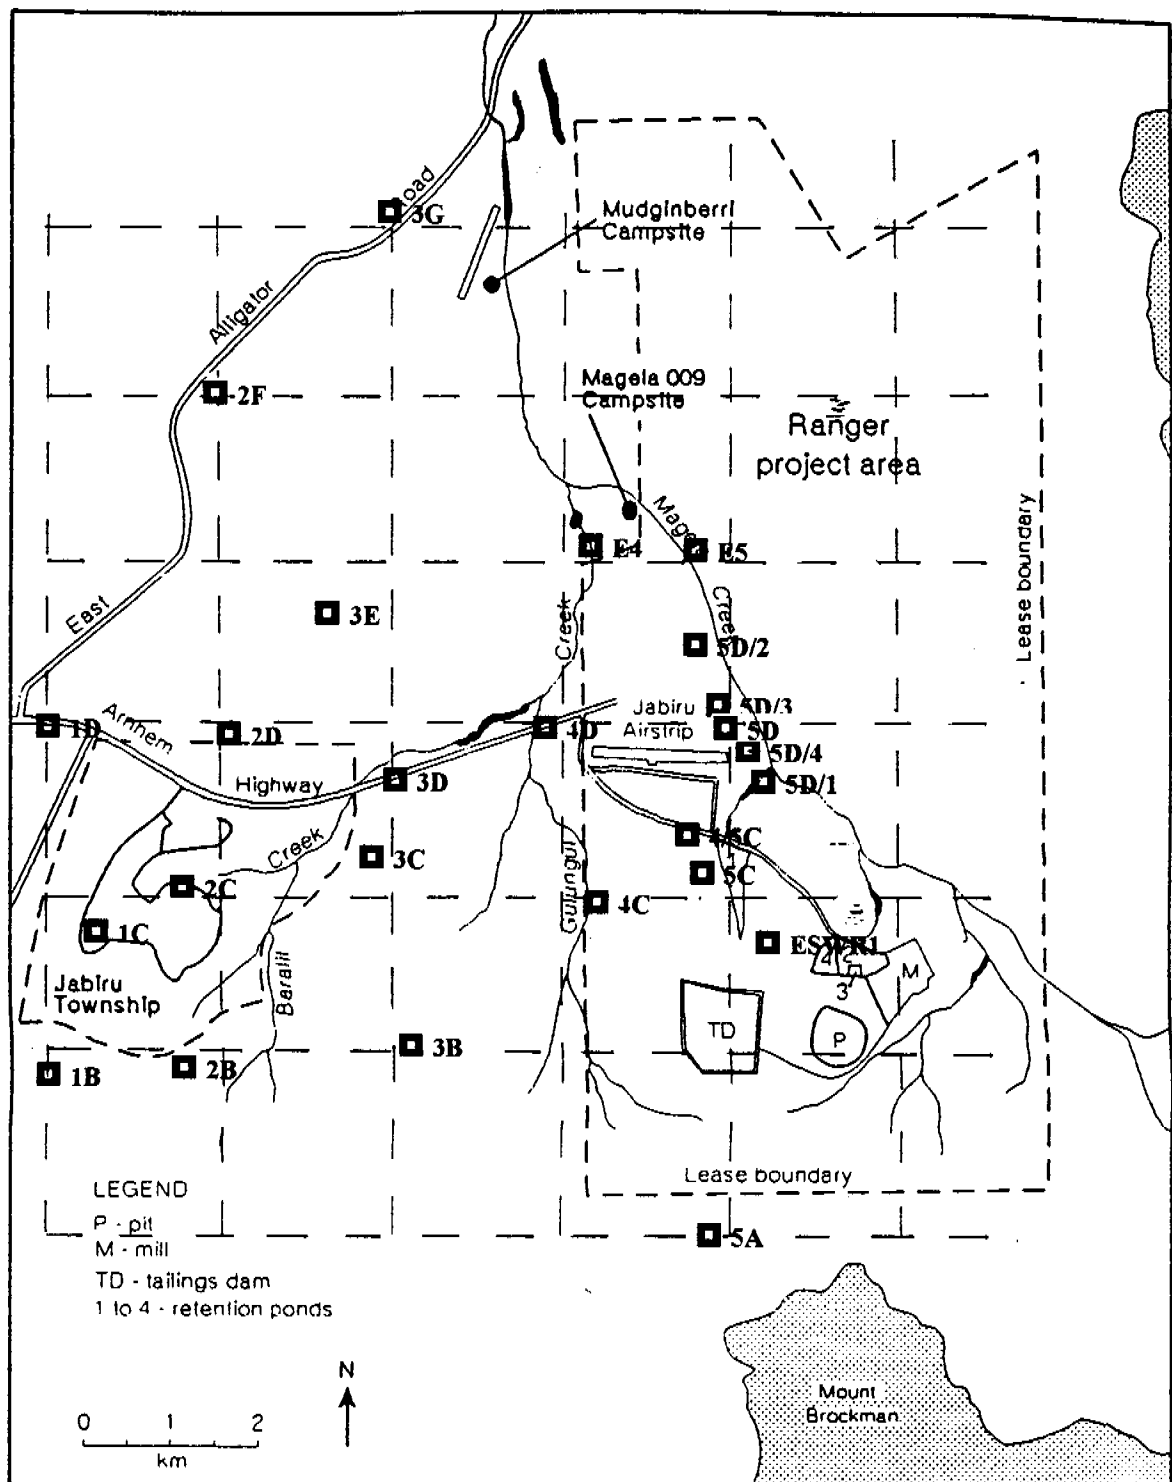 Road
3G
Mudginberri
Campsite
Alligator
2F
Magela 009
Campsite
Ranger
project area
Magela
E4
E5
Lease boundary
East
3E
Creek
Creek
5D/2
Arnhem
1D
2D
4D
Jabiru
Airstrip
5D/3
5D
5D/4
Highway
3D
5D/1
4/5C
Creek
3C
5C
2C
Gulungul
4C
1C
ESWR1
4
2
M
3
Jabiru
Township
Baralil
TD
P
3B
1B
2B
Lease boundary
LEGEND
P - pit
M - mill
TD - tailings dam
1 to 4 - retention ponds
5A
N
Mount
Brockman
0 1 2
km